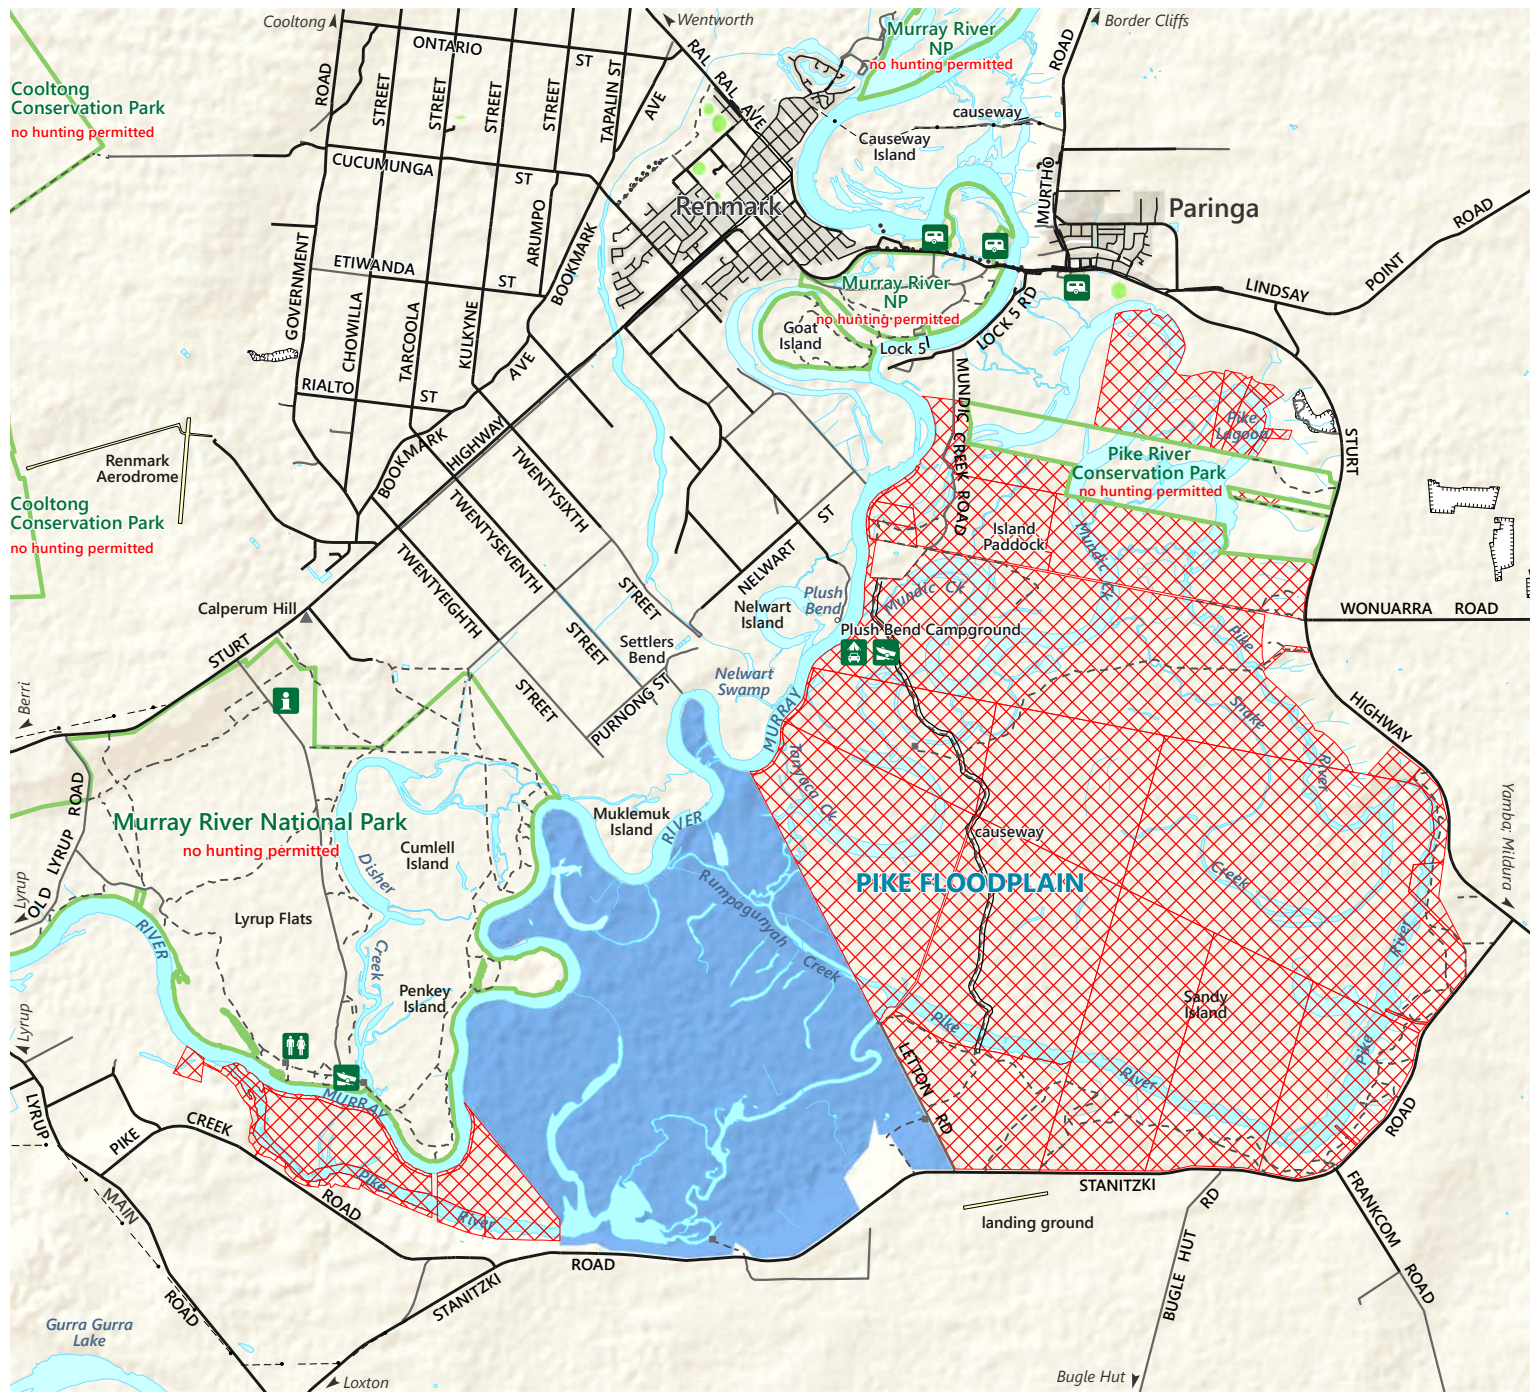 Cooltong
Wentworth
Border Cliffs
Murray River
NP
no hunting permitted
ONTARIO
ST
RAL RAL AVE
ROAD
ROAD
STREET
STREET
STREET
STREET
TAPALIN ST
AVE
Cooltong
Conservation Park
no hunting permitted
causeway
Causeway
Island
CUCUMUNGA
ST
MURTHO
Renmark
Paringa
ROAD
POINT
LINDSAY
ARUMPO
BOOKMARK
GOVERNMENT
ETIWANDA
ST
CHOWILLA
TARCOOLA
KULKYNE
Murray River
NP
no hunting permitted
Goat
Island
Lock 5
LOCK 5 RD
AVE
RIALTO
ST
MUNDIC CREEK ROAD
BOOKMARK
HIGHWAY
Pike
Lagoon
STURT
Renmark
Aerodrome
Pike River
Conservation Park
no hunting permitted
Cooltong
Conservation Park
no hunting permitted
TWENTYSIXTH
TWENTYSEVENTH
TWENTYEIGHTH
ST
NELWART
Island
Paddock
Mundic Ck
Mundic Ck
Calperum Hill
STREET
STREET
STREET
Nelwart
Island
Plush
Bend
Plush Bend Campground
WONUARRA ROAD
STURT
Settlers
Bend
PURNONG ST
Nelwart
Swamp
Pike
Snake
River
HIGHWAY
Berri
MURRAY
Tanyaca Ck
Yamba, Mildura
OLD LYRUP ROAD
Murray River National Park
no hunting permitted
Muklemuk
Island
RIVER
causeway
Cumlell
Island
Disher
Creek
PIKE FLOODPLAIN
Creek
Lyrup
Lyrup Flats
RIVER
Rumpagunyah
Creek
River
Penkey
Island
Sandy
Island
Lyrup
Pike
River
Pike
LETTON RD
MURRAY
LYRUP
PIKE
CREEK
ROAD
Pike
River
ROAD
MAIN
ROAD
STANITZKI
RD
FRANKCOM
ROAD
landing ground
BUGLE HUT
ROAD
STANITZKI
Gurra Gurra
Lake
Loxton
Bugle Hut